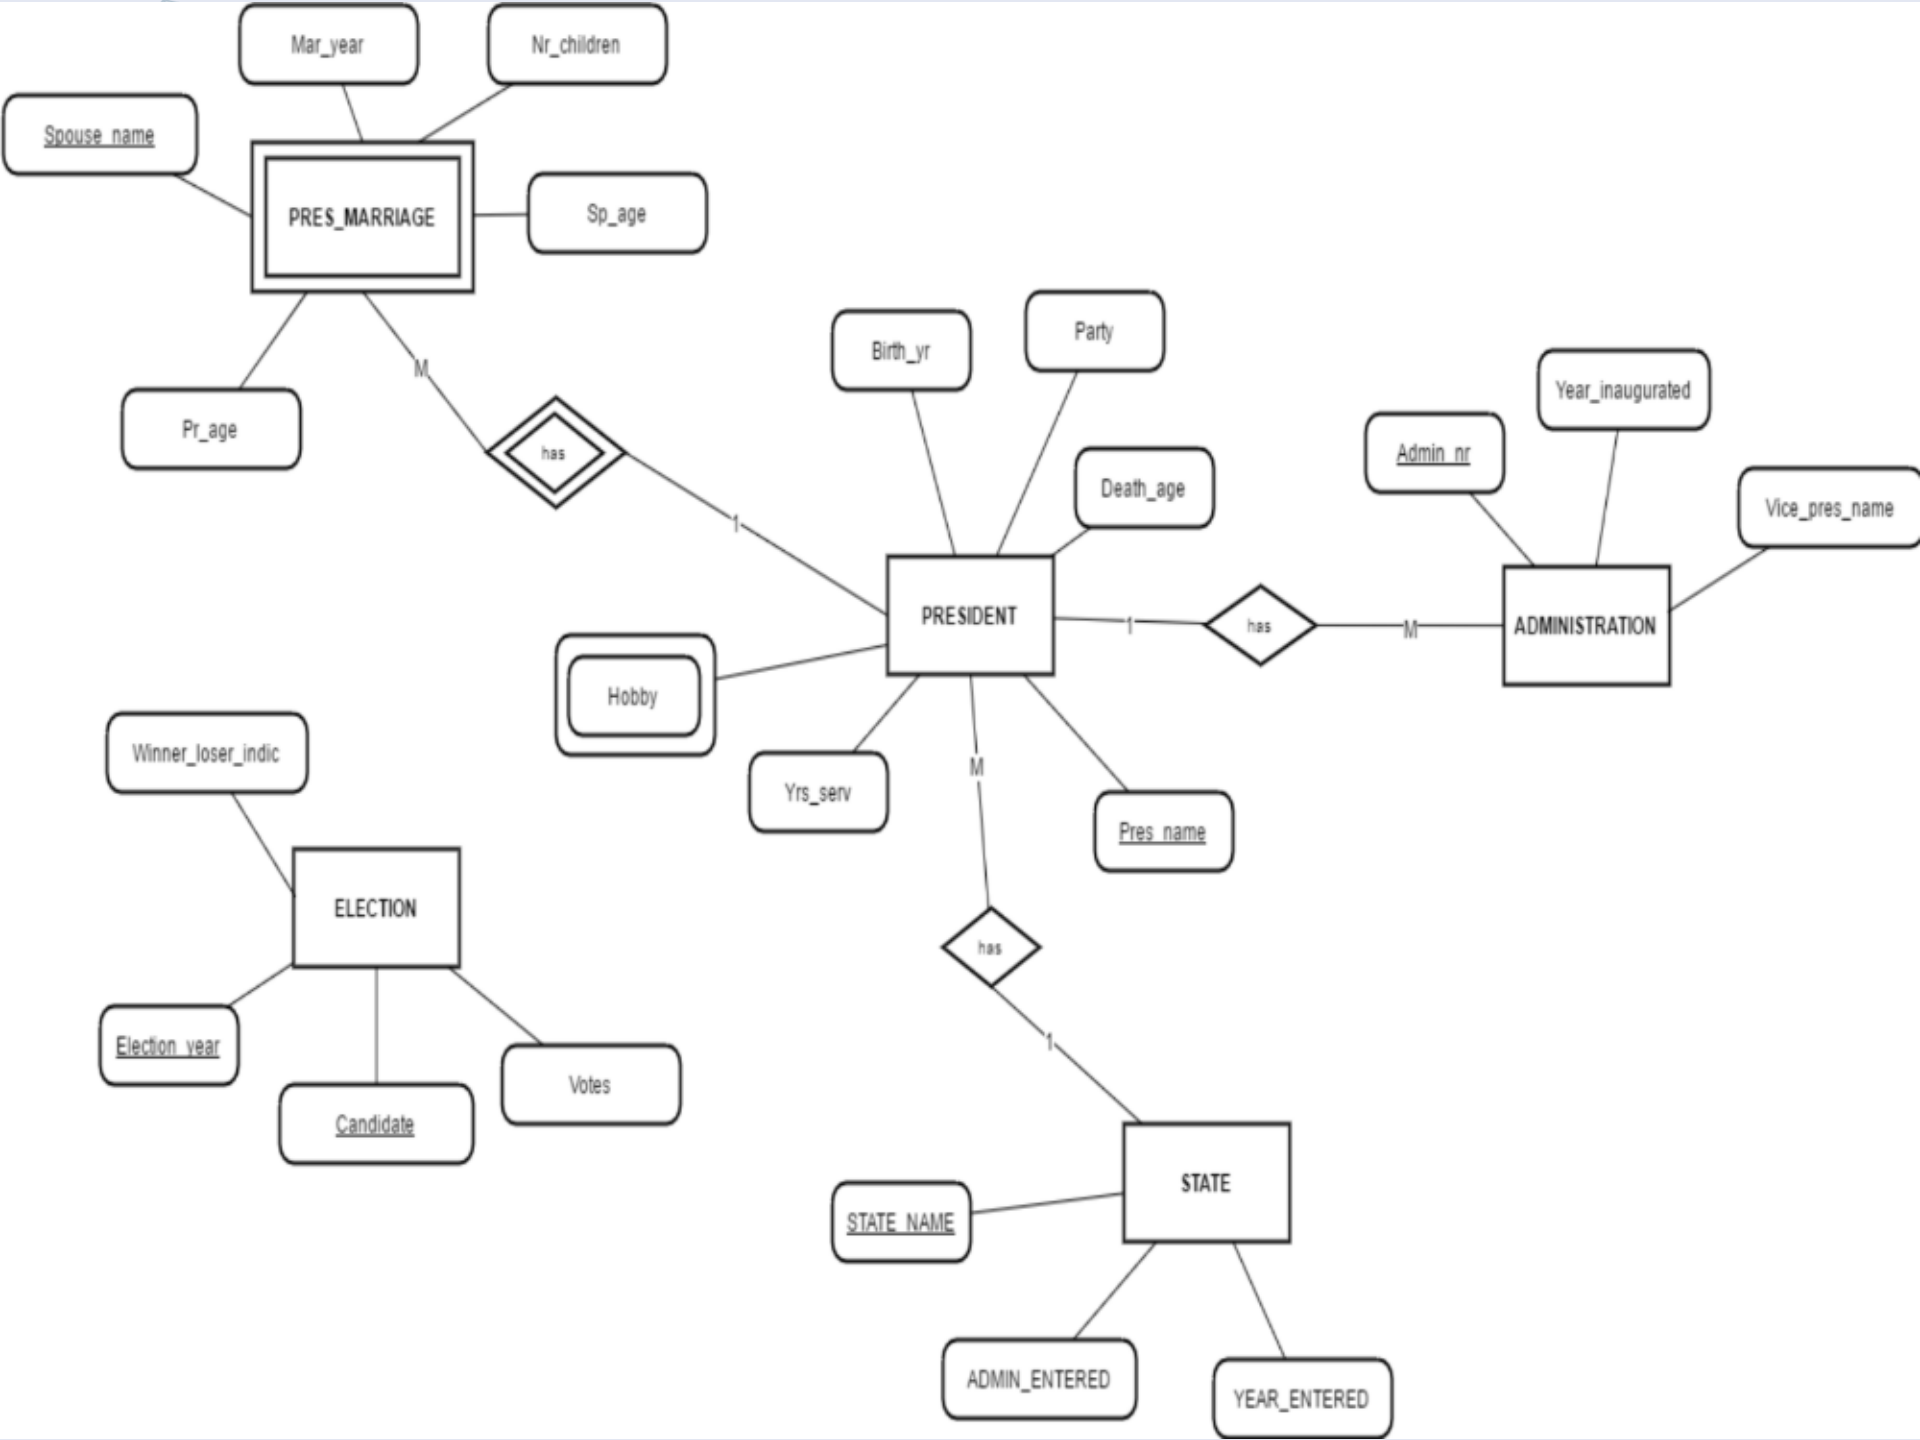 Mar_year
Nr_children
Spouse_name
PRES_MARRIAGE
Sp_age
Pr_age
M
has
1
Birth_yr
Party
Death_age
PRESIDENT
Hobby
Yrs_serv
Pres_name
1
has
M
Admin_nr
Year_inaugurated
Vice_pres_name
ADMINISTRATION
M
has
1
Winner_loser_indic
ELECTION
Election_year
Candidate
Votes
STATE
STATE_NAME
ADMIN_ENTERED
YEAR_ENTERED